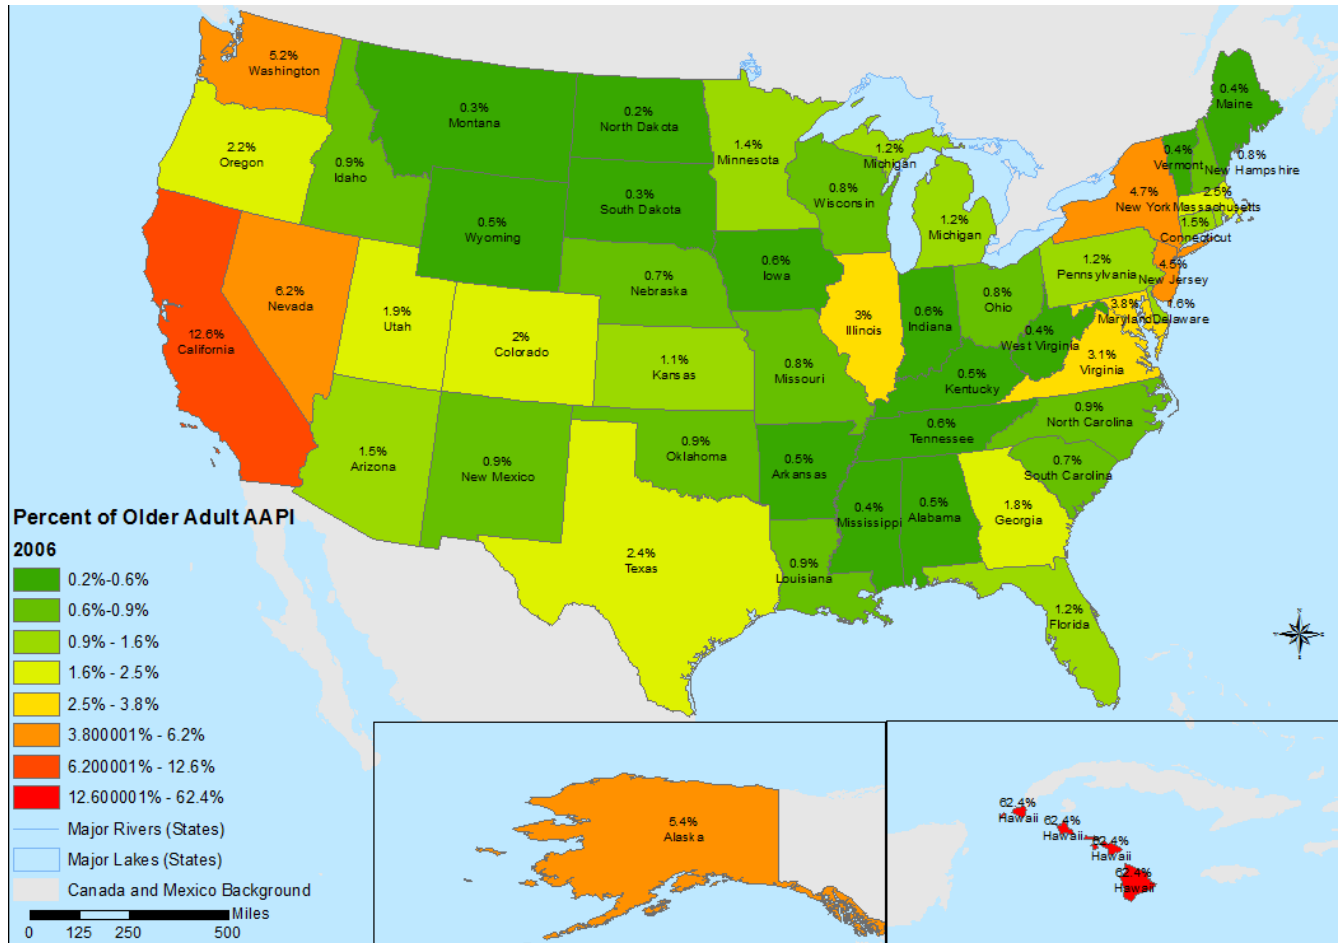 5.2%
Washington
0.3%
Montana
0.2%
North Dakota
1.4%
Minnesota
1.2%
Michigan
0.4%
Maine
0.4%
Vermont
0.8%
New Hampshire
2.2%
Oregon
0.9%
Idaho
0.5%
Wyoming
0.3%
South Dakota
0.8%
Wisconsin
1.2%
Michigan
4.7%
New York
2.5%
Massachusetts
1.5%
Connecticut
6.2%
Nevada
1.9%
Utah
2%
Colorado
0.7%
Nebraska
0.6%
Iowa
3%
Illinois
0.6%
Indiana
0.8%
Ohio
1.2%
Pennsylvania
4.5%
New Jersey
3.8%
Maryland
1.6%
Delaware
12.6%
California
1.1%
Kansas
0.8%
Missouri
0.5%
Kentucky
0.4%
West Virginia
3.1%
Virginia
1.5%
Arizona
0.9%
New Mexico
0.9%
Oklahoma
0.5%
Arkansas
0.6%
Tennessee
0.9%
North Carolina
0.7%
South Carolina
2.4%
Texas
0.9%
Louisiana
0.4%
Mississippi
0.5%
Alabama
1.8%
Georgia
1.2%
Florida
Percent of Older Adult AAPI
2006
0.2%-0.6%
0.6%-0.9%
0.9% - 1.6%
1.6% - 2.5%
2.5% - 3.8%
3.800001% - 6.2%
6.200001% - 12.6%
12.600001% - 62.4%
Major Rivers (States)
Major Lakes (States)
Canada and Mexico Background
Miles
0 125 250 500
5.4%
Alaska
62.4%
Hawaii
62.4%
Hawaii
62.4%
Hawaii
62.4%
Hawaii